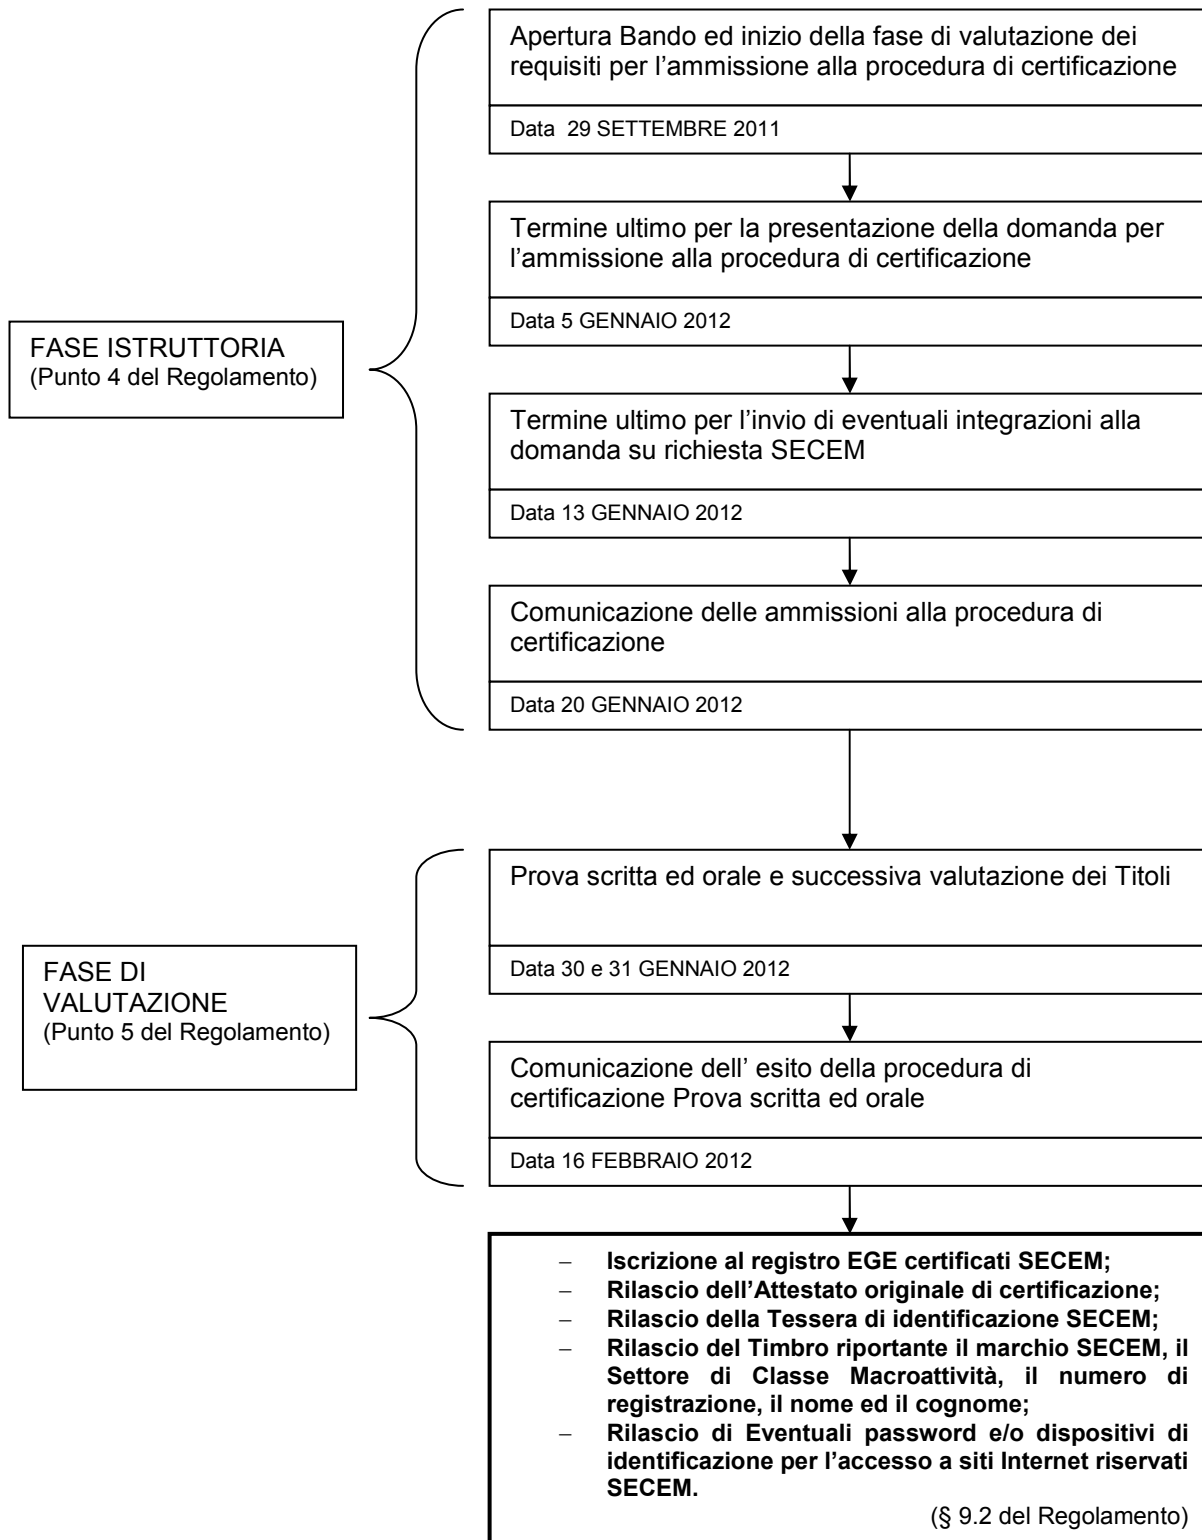 Apertura Bando ed inizio della fase di valutazione dei
requisiti per l'ammissione alla procedura di certificazione
Data 29 SETTEMBRE 2011
Termine ultimo per la presentazione della domanda per
l'ammissione alla procedura di certificazione
Data 5 GENNAIO 2012
FASE ISTRUTTORIA
(Punto 4 del Regolamento)
Termine ultimo per l'invio di eventuali integrazioni alla
domanda su richiesta SECEM
Data 13 GENNAIO 2012
Comunicazione delle ammissioni alla procedura di
certificazione
Data 20 GENNAIO 2012
Prova scritta ed orale e successiva valutazione dei Titoli
Data 30 e 31 GENNAIO 2012
FASE DI
VALUTAZIONE
(Punto 5 del Regolamento)
Comunicazione dell' esito della procedura di
certificazione Prova scritta ed orale
Data 16 FEBBRAIO 2012
– Iscrizione al registro EGE certificati SECEM;
– Rilascio dell'Attestato originale di certificazione;
– Rilascio della Tessera di identificazione SECEM;
– Rilascio del Timbro riportante il marchio SECEM, il
Settore di Classe Macroattività, il numero di
registrazione, il nome ed il cognome;
– Rilascio di Eventuali password e/o dispositivi di
identificazione per l'accesso a siti Internet riservati
SECEM.
(§ 9.2 del Regolamento)